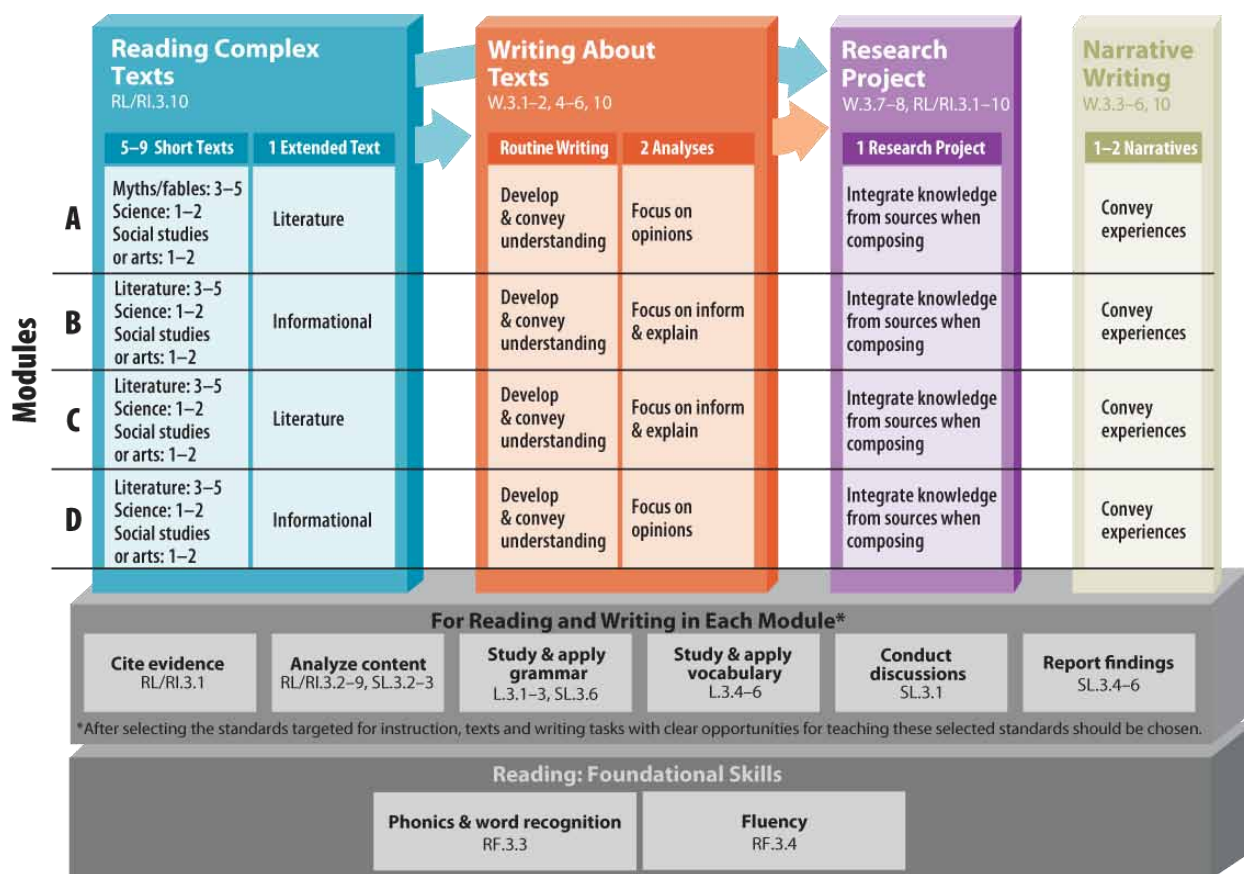 Reading Complex
Texts
RL/RI.3.10
Writing About
Texts
W.3.1–2, 4–6, 10
Research
Project
W.3.7–8, RL/RI.3.1–10
Narrative
Writing
W.3.3–6, 10
5–9 Short Texts
1 Extended Text
Routine Writing
2 Analyses
1 Research Project
1–2 Narratives
Modules
A
Myths/fables: 3–5
Science: 1–2
Social studies
or arts: 1–2
Literature
Develop
& convey
understanding
Focus on
opinions
Integrate knowledge
from sources when
composing
Convey
experiences
B
Literature: 3–5
Science: 1–2
Social studies
or arts: 1–2
Informational
Develop
& convey
understanding
Focus on inform
& explain
Integrate knowledge
from sources when
composing
Convey
experiences
C
Literature: 3–5
Science: 1–2
Social studies
or arts: 1–2
Literature
Develop
& convey
understanding
Focus on inform
& explain
Integrate knowledge
from sources when
composing
Convey
experiences
D
Literature: 3–5
Science: 1–2
Social studies
or arts: 1–2
Informational
Develop
& convey
understanding
Focus on
opinions
Integrate knowledge
from sources when
composing
Convey
experiences
For Reading and Writing in Each Module*
Cite evidence
RL/RI.3.1
Analyze content
RL/RI.3.2–9, SL.3.2–3
Study & apply
grammar
L.3.1–3, SL.3.6
Study & apply
vocabulary
L.3.4–6
Conduct
discussions
SL.3.1
Report findings
SL.3.4–6
*After selecting the standards targeted for instruction, texts and writing tasks with clear opportunities for teaching these selected standards should be chosen.
Reading: Foundational Skills
Phonics & word recognition
RF.3.3
Fluency
RF.3.4